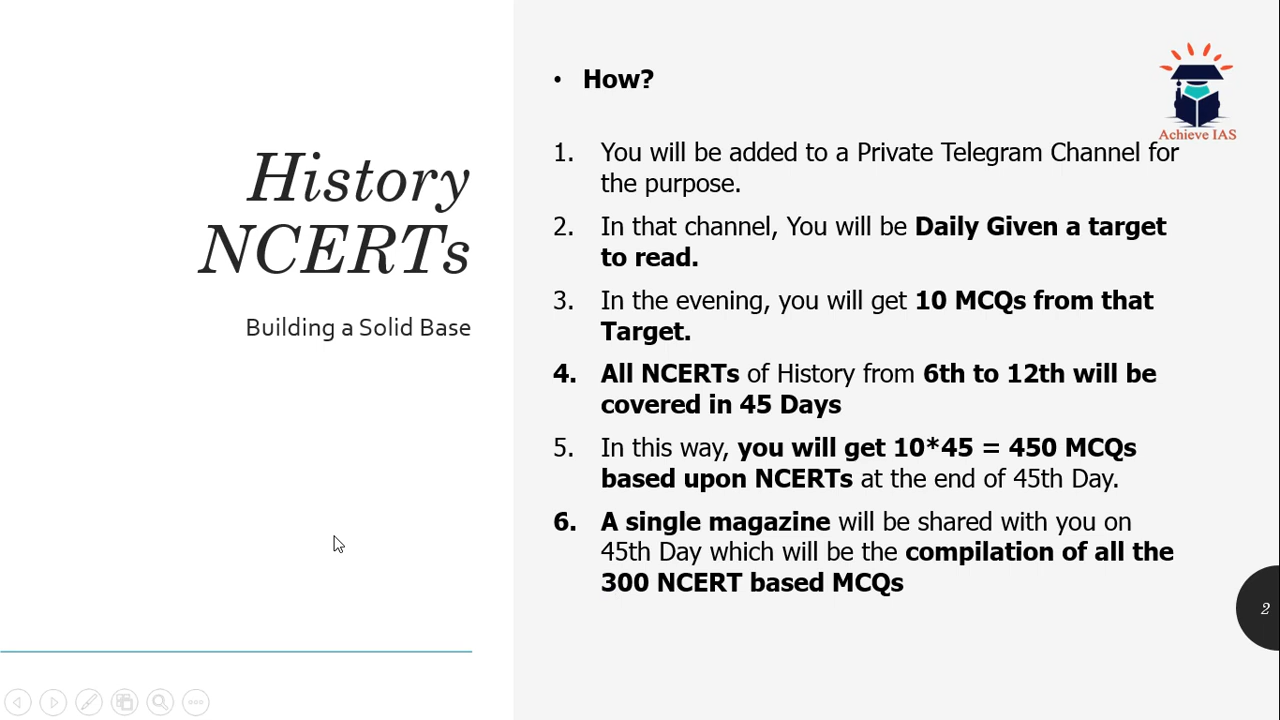 History
NCERTs
Building a Solid Base
• How?
Achieve IAS
1. You will be added to a Private Telegram Channel for
the purpose.
2. In that channel, You will be Daily Given a target
to read.
3. In the evening, you will get 10 MCQs from that
Target.
4. All NCERTs of History from 6th to 12th will be
covered in 45 Days
5. In this way, you will get 10*45 = 450 MCQs
based upon NCERTs at the end of 45th Day.
6. A single magazine will be shared with you on
45th Day which will be the compilation of all the
300 NCERT based MCQs
2